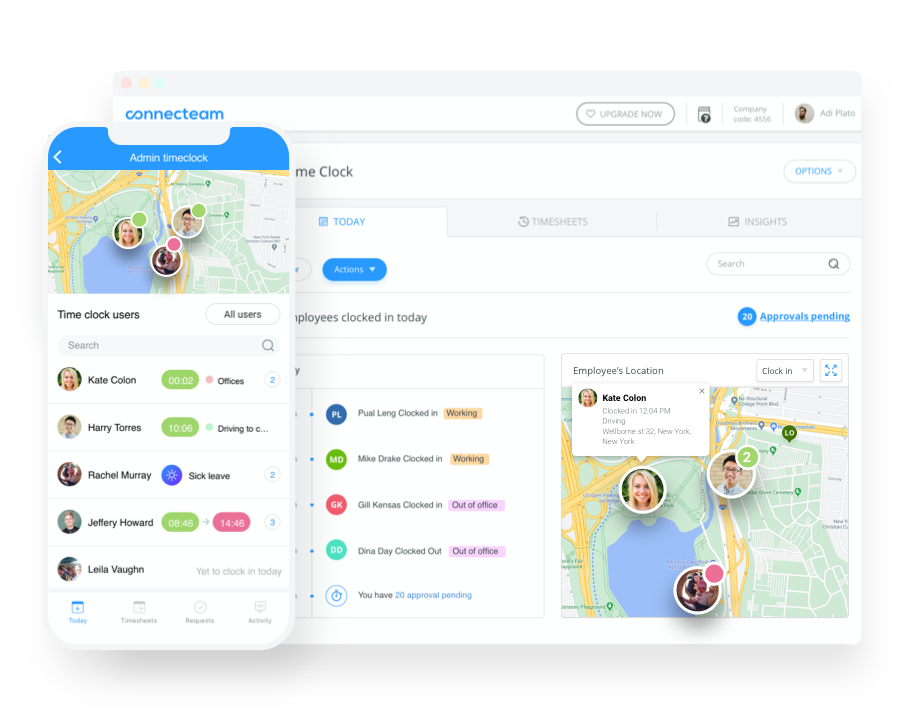 connecteam
UPGRADE NOW
Company
code: 4556
Adi Plato
Admin timeclock
me Clock
OPTIONS
TODAY
TIMESHEETS
INSIGHTS
Actions
Search
Time clock users
All users
Search
Kate Colon
00:02
Offices
2
Harry Torres
10:06
Driving to c...
Rachel Murray
Sick leave
2
Jeffery Howard
08:46
14:46
3
Leila Vaughn
Yet to clock in today
Today
Timesheets
Requests
Activity
ployees clocked in today
20
Approvals pending
y
PL
Pual Leng Clocked in
Working
MD
Mike Drake Clocked in
Working
GK
Gill Kensas Clocked in
Out of office
DD
Dina Day Clocked Out
Out of office
You have 20 approval pending
Employee's Location
Clock in
Kate Colon
Clocked in 12:04 PM
Driving
Wellborne st 32, New York,
New York
LO
2